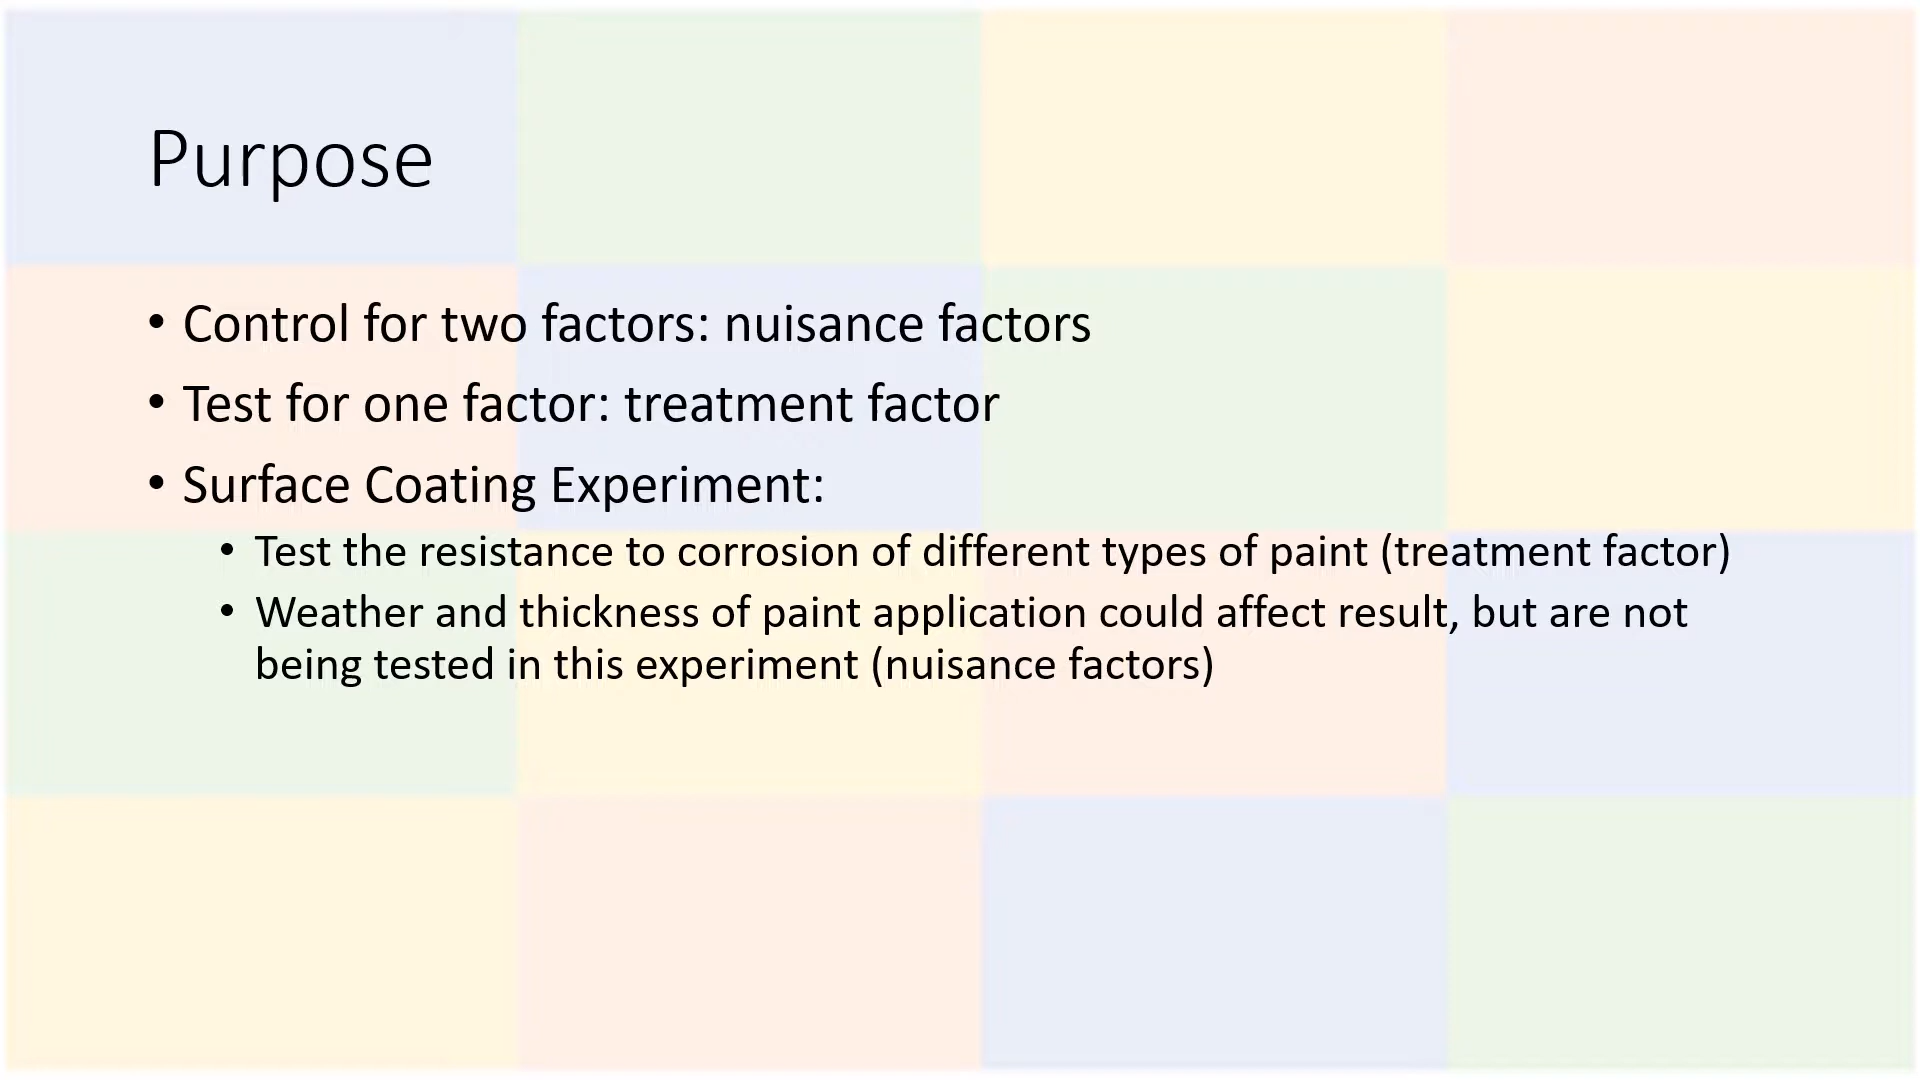 Purpose
• Control for two factors: nuisance factors
• Test for one factor: treatment factor
• Surface Coating Experiment:
• Test the resistance to corrosion of different types of paint (treatment factor)
• Weather and thickness of paint application could affect result, but are not
being tested in this experiment (nuisance factors)